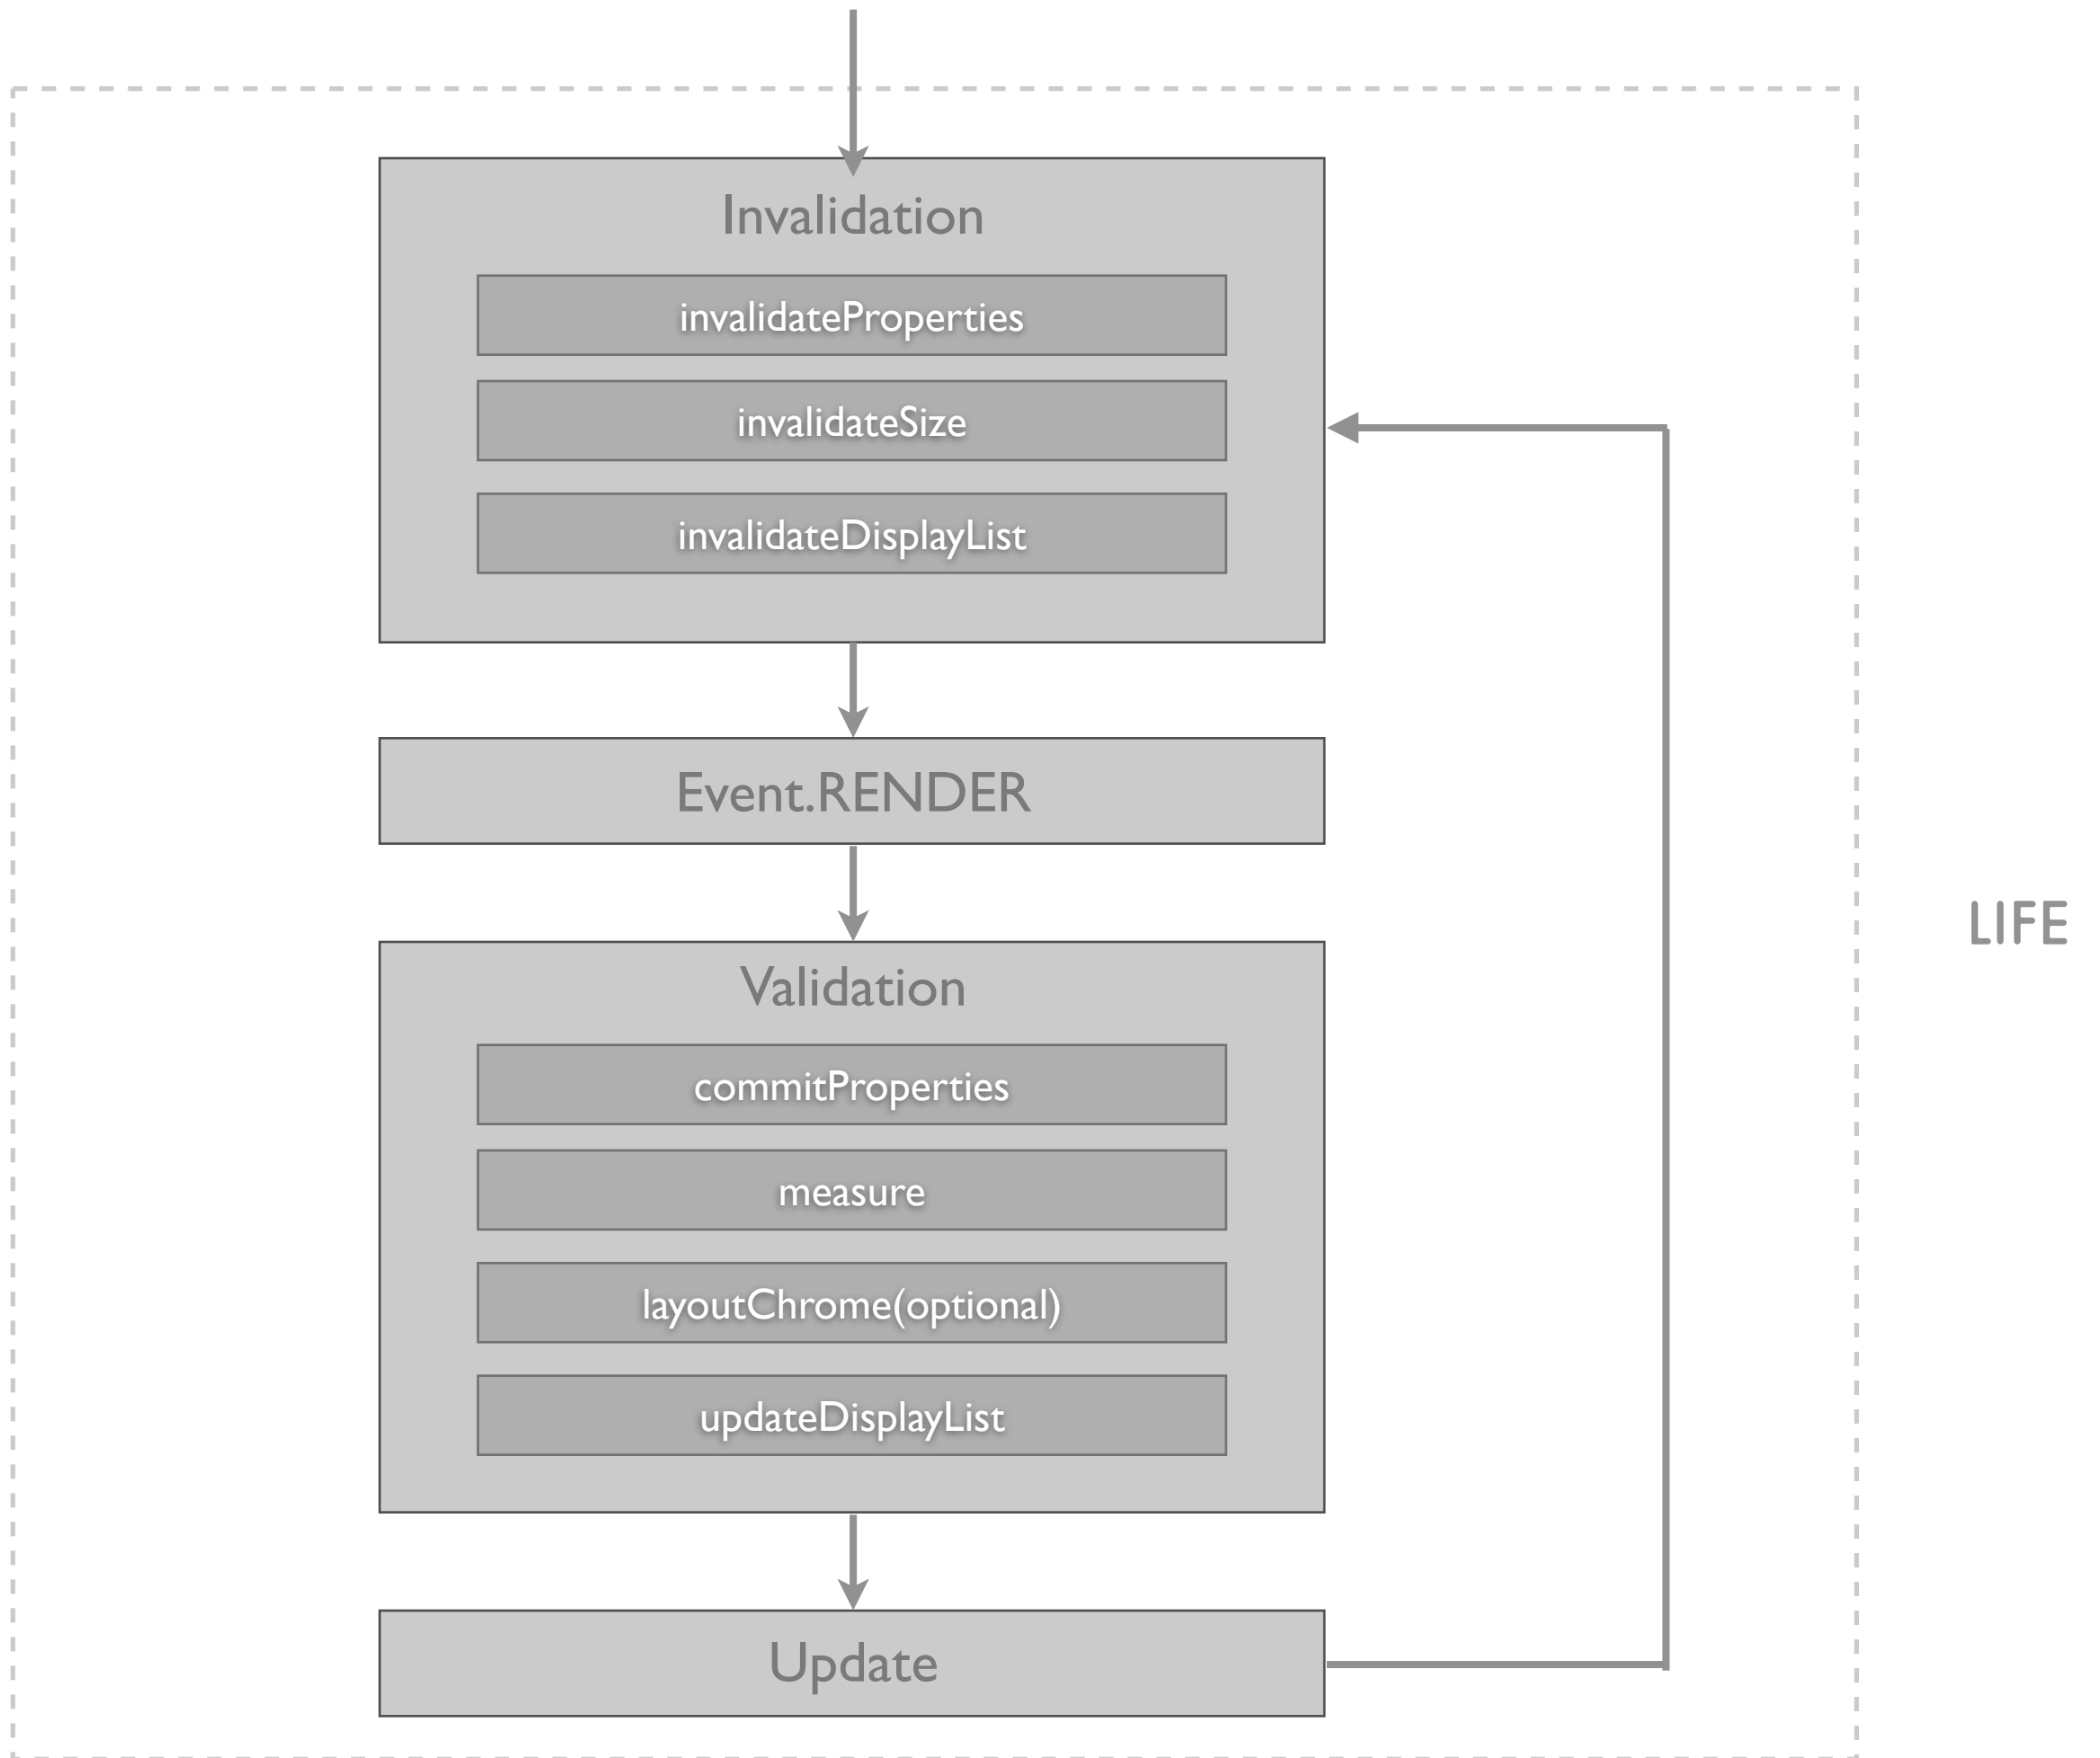 Invalidation
invalidateProperties
invalidateSize
invalidateDisplayList
Event.RENDER
LIFE
Validation
commitProperties
measure
layoutChrome(optional)
updateDisplayList
Update